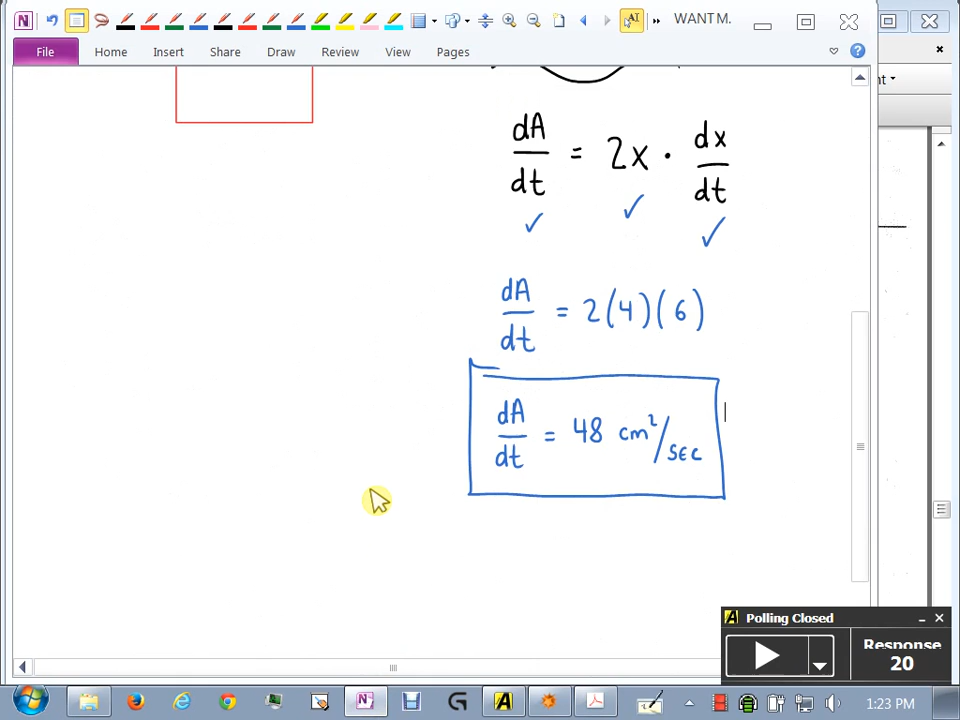 WANT M.
File Home Insert Share Draw Review View Pages
nt
dA/dt = 2x · dx/dt
✓ ✓ ✓
dA/dt = 2(4)(6)
dA/dt = 48 cm²/SEC
Polling Closed
Response
20
1:23 PM